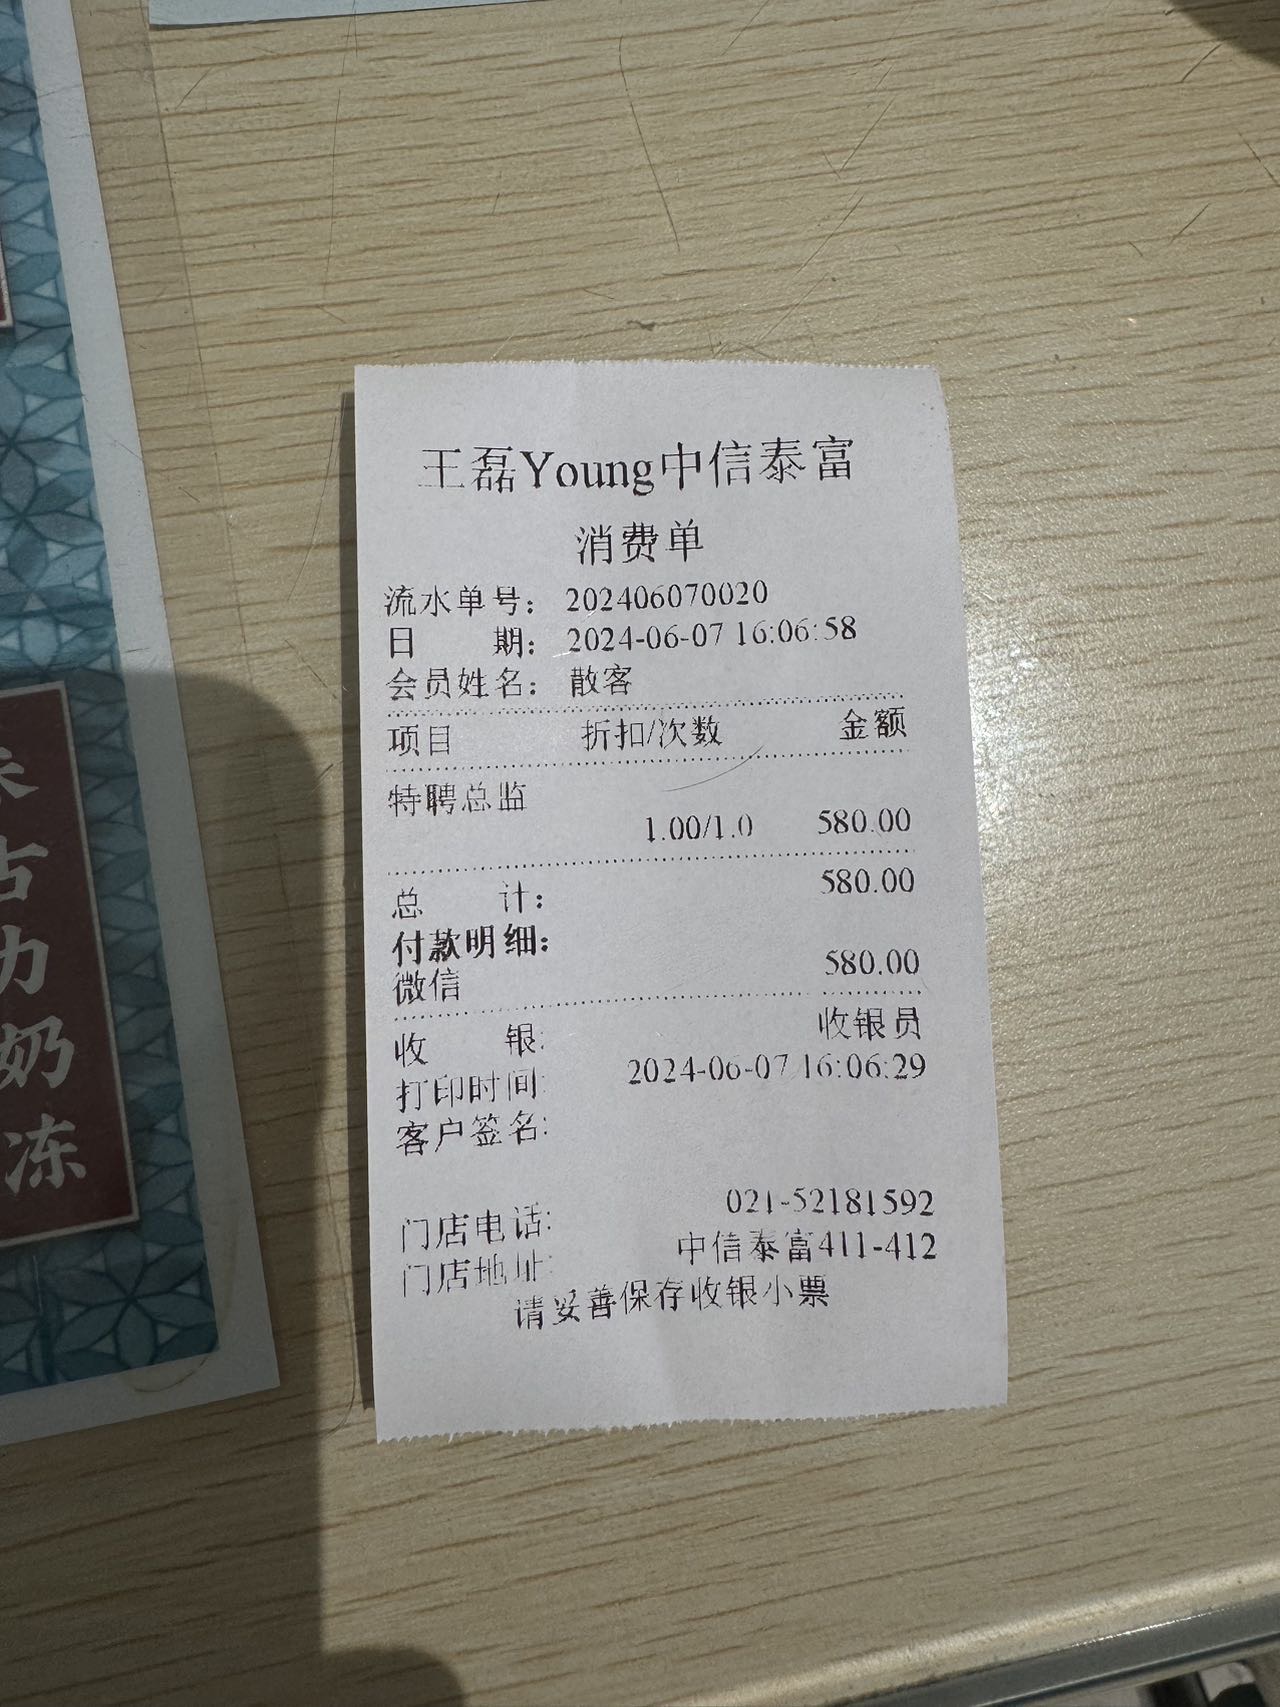 王磊Young中信泰富
消费单
流水单号： 202406070020
日 期： 2024-06-07 16:06:58
会员姓名： 散客
项目 折扣/次数 金额
特聘总监
1.00/1.0 580.00
总 计： 580.00
付款明细：
微信 580.00
收 银: 收银员
打印时间: 2024-06-07 16:06:29
客户签名:
门店电话: 021-52181592
门店地址: 中信泰富411-412
请妥善保存收银小票
古
力
奶
冻